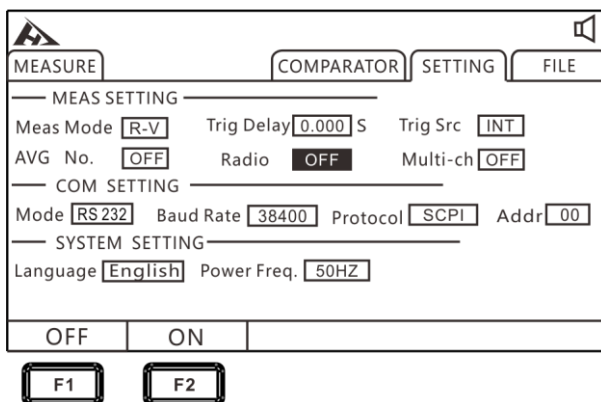 MEASURE COMPARATOR SETTING FILE
MEAS SETTING
Meas Mode R-V Trig Delay 0.000 S Trig Src INT
AVG No. OFF Radio OFF Multi-ch OFF
COM SETTING
Mode RS 232 Baud Rate 38400 Protocol SCPI Addr 00
SYSTEM SETTING
Language English Power Freq. 50HZ
OFF ON
F1 F2